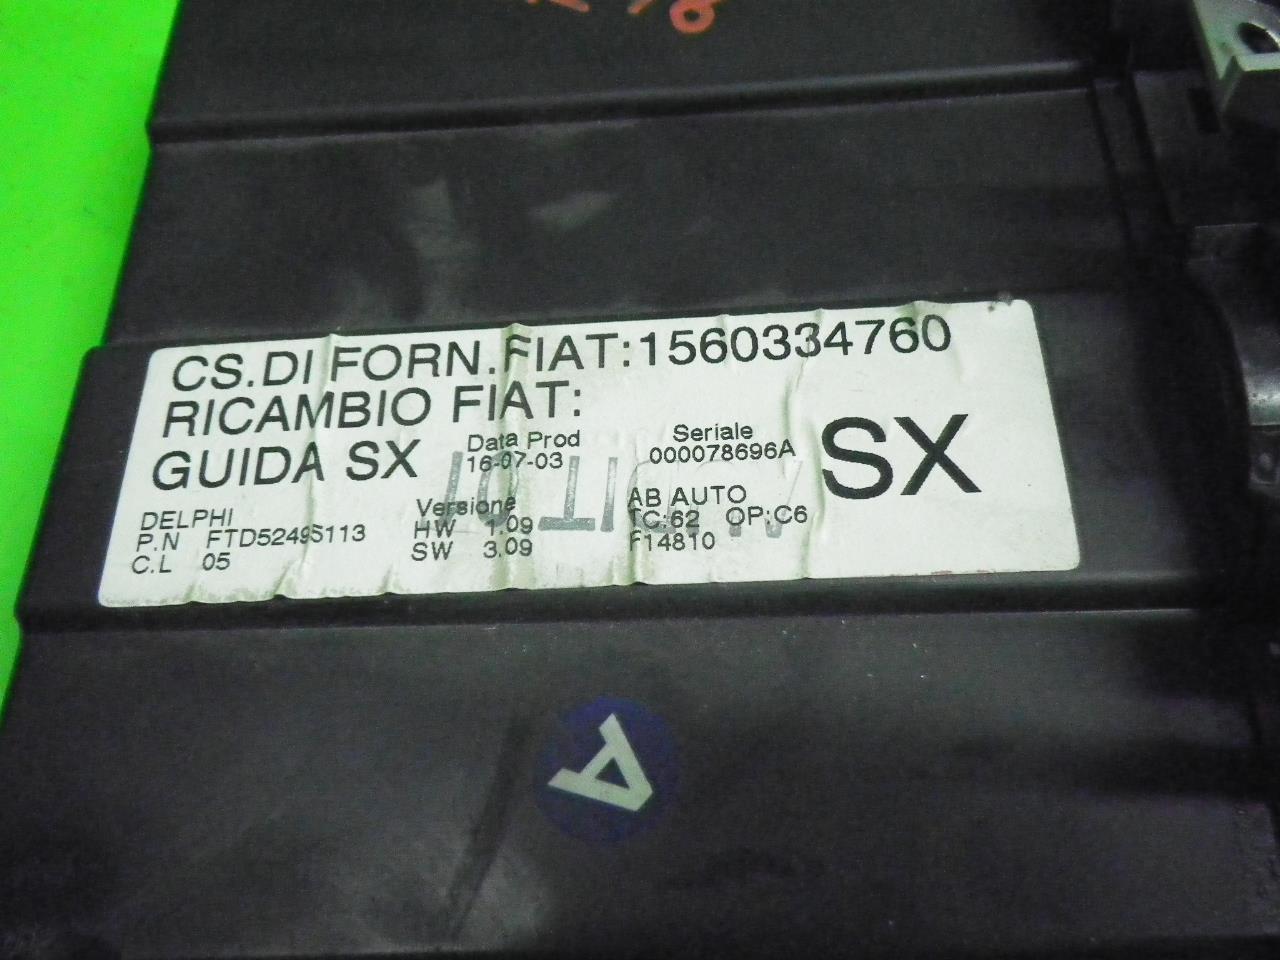 CS.DI FORN.FIAT:1560334760
RICAMBIO FIAT:
GUIDA SX
Data Prod
16-07-03
Seriale
000078696A
SX
DELPHI
P.N FTD52495113
C.L 05
Versione
HW 1.09
SW 3.09
AB AUTO
TC:62 OP:C6
F14810
A